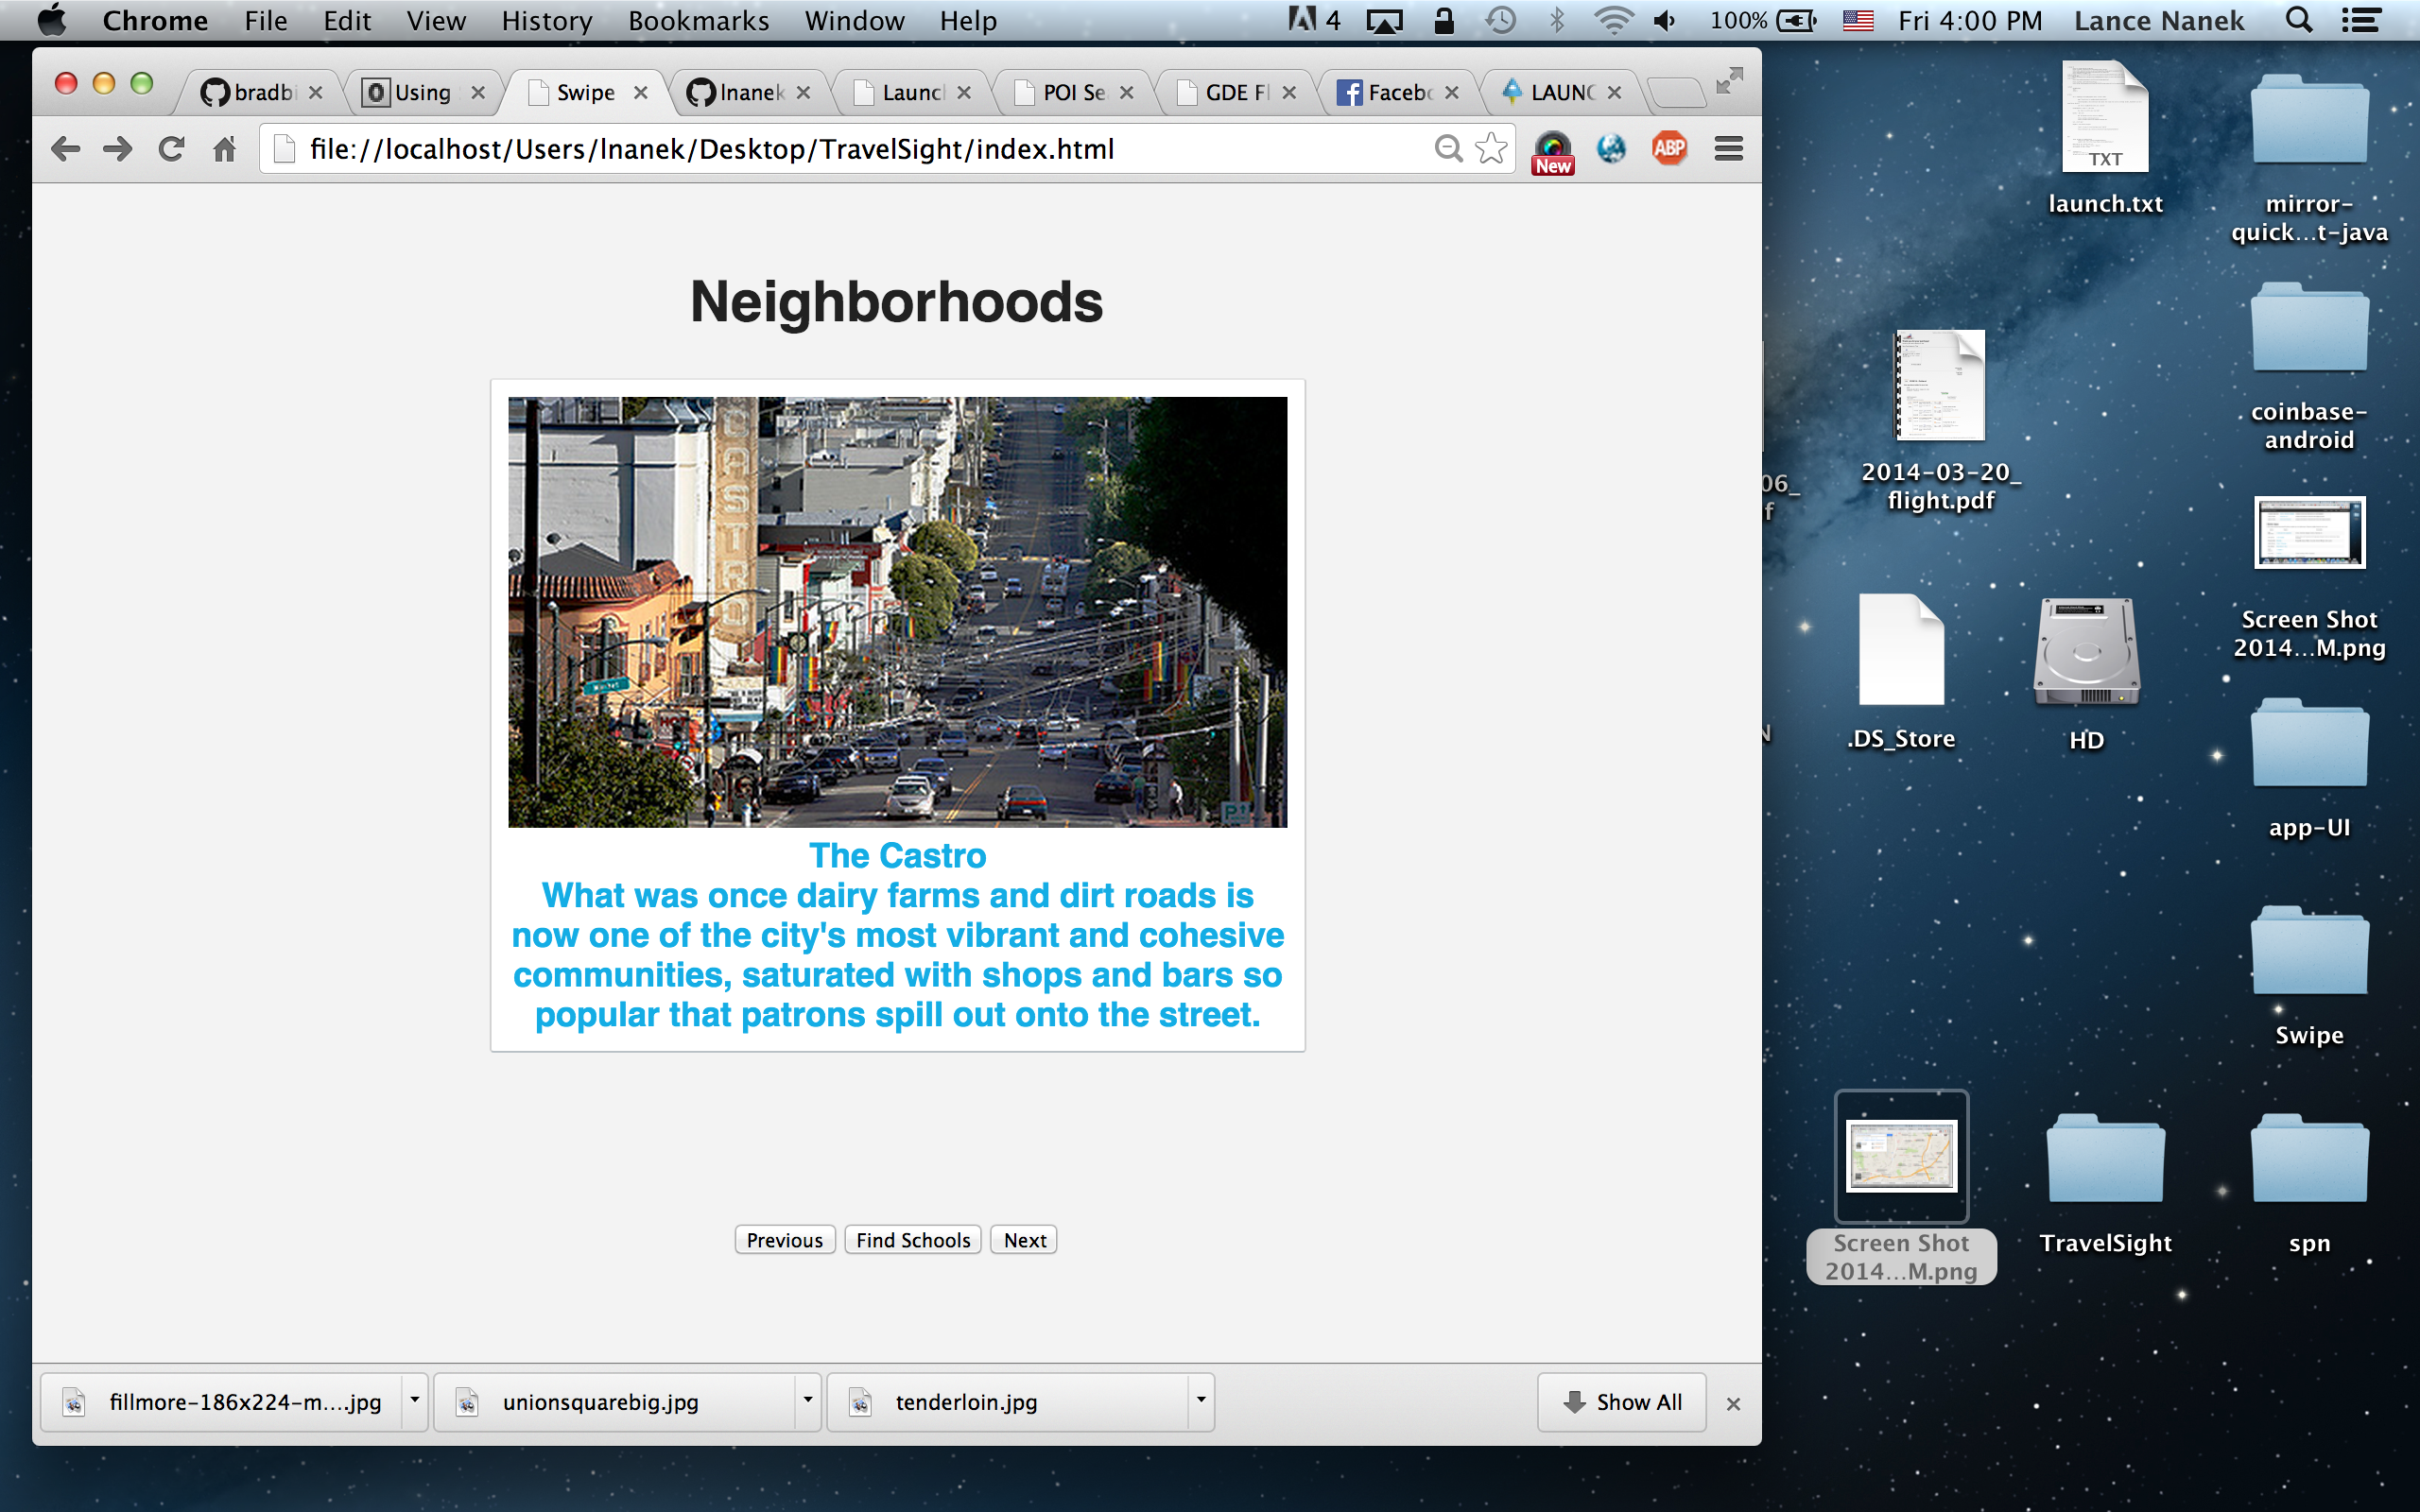 Chrome File Edit View History Bookmarks Window Help 4 100% Fri 4:00 PM Lance Nanek
bradbi Using Swipe lnanek Launcl POI Se GDE Fl Facebo LAUNC
file://localhost/Users/lnanek/Desktop/TravelSight/index.html New ABP
Neighborhoods
CASTRO
Market
The Castro
What was once dairy farms and dirt roads is
now one of the city's most vibrant and cohesive
communities, saturated with shops and bars so
popular that patrons spill out onto the street.
Previous Find Schools Next
fillmore-186x224-m....jpg unionsquarebig.jpg tenderloin.jpg Show All
TXT
launch.txt
mirror-
quick...t-java
2014-03-20_
flight.pdf
06_
f
coinbase-
android
Screen Shot
2014...M.png
.DS_Store
HD
N
app-UI
Swipe
Screen Shot
2014...M.png
TravelSight
spn